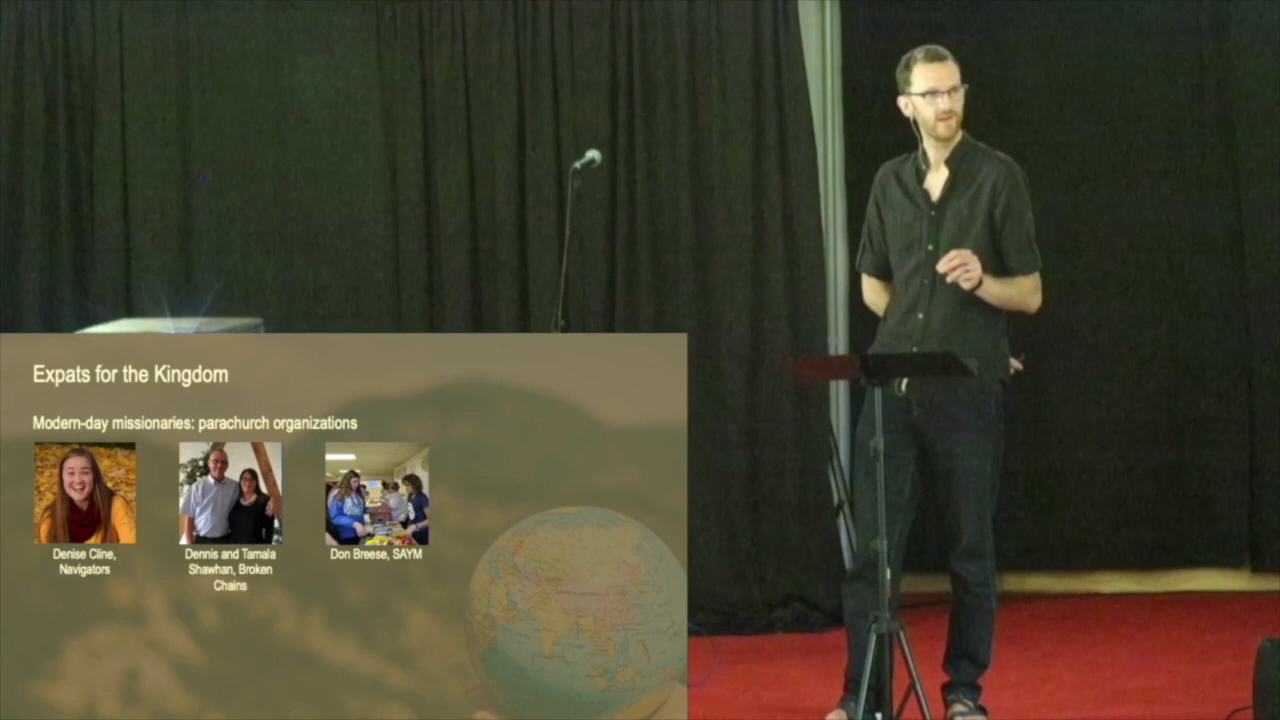 Expats for the Kingdom
Modern-day missionaries: parachurch organizations
Denise Cline,
Navigators
Dennis and Tamala
Shawhan, Broken
Chains
Don Breese, SAYM